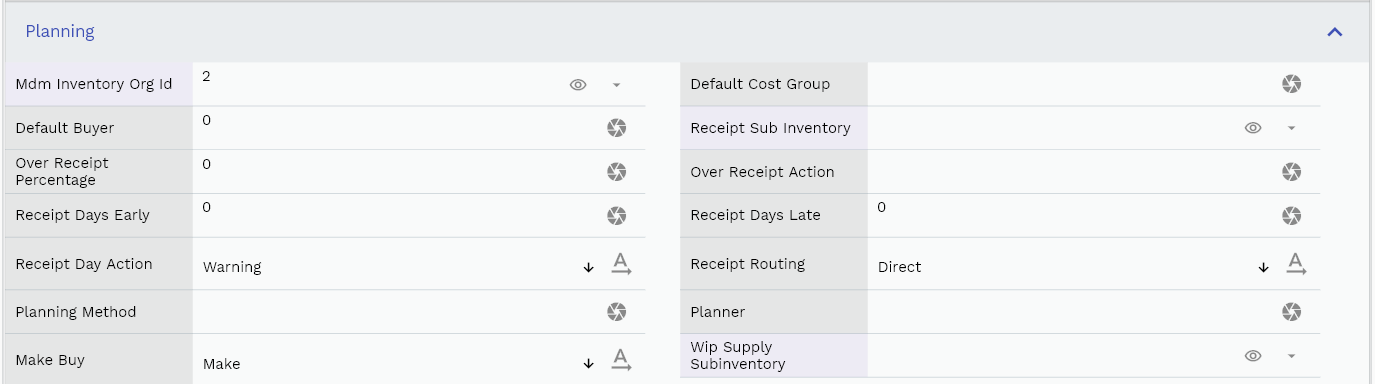 Planning
Mdm Inventory Org Id 2 Default Cost Group
Default Buyer 0 Receipt Sub Inventory
Over Receipt
Percentage 0 Over Receipt Action
Receipt Days Early 0 Receipt Days Late 0
Receipt Day Action Warning Receipt Routing Direct
Planning Method Planner
Make Buy Make Wip Supply
Subinventory